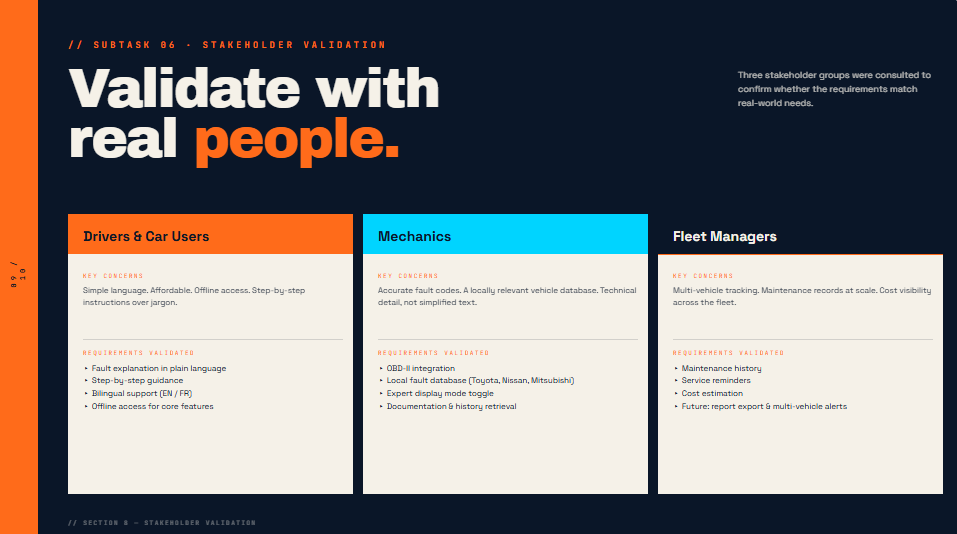 // SUBTASK 06 · STAKEHOLDER VALIDATION
Validate with
real people.
Three stakeholder groups were consulted to
confirm whether the requirements match
real-world needs.
09 /
10
Drivers & Car Users
KEY CONCERNS
Simple language. Affordable. Offline access. Step-by-step
instructions over jargon.
REQUIREMENTS VALIDATED
‣ Fault explanation in plain language
‣ Step-by-step guidance
‣ Bilingual support (EN / FR)
‣ Offline access for core features
Mechanics
KEY CONCERNS
Accurate fault codes. A locally relevant vehicle database. Technical
detail, not simplified text.
REQUIREMENTS VALIDATED
‣ OBD-II integration
‣ Local fault database (Toyota, Nissan, Mitsubishi)
‣ Expert display mode toggle
‣ Documentation & history retrieval
Fleet Managers
KEY CONCERNS
Multi-vehicle tracking. Maintenance records at scale. Cost visibility
across the fleet.
REQUIREMENTS VALIDATED
‣ Maintenance history
‣ Service reminders
‣ Cost estimation
‣ Future: report export & multi-vehicle alerts
// SECTION 8 — STAKEHOLDER VALIDATION